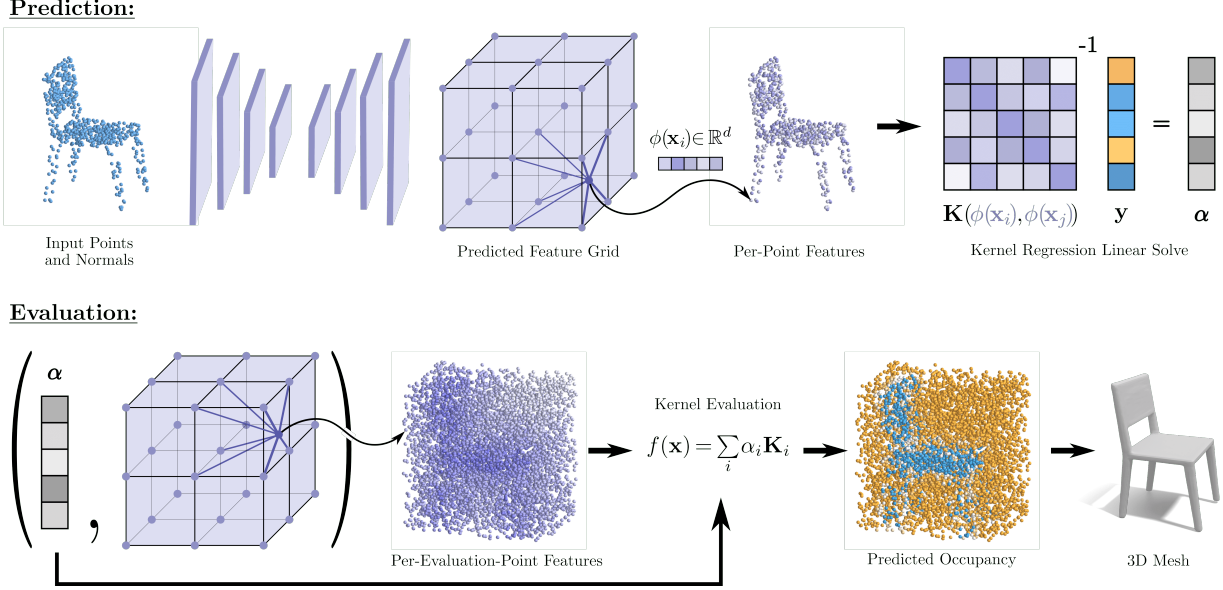 Prediction:
ϕ(x_i)∈ℝ^d
-1
=
K(ϕ(x_i),ϕ(x_j))
y
α
Input Points
and Normals
Predicted Feature Grid
Per-Point Features
Kernel Regression Linear Solve
Evaluation:
( α , )
Kernel Evaluation
f(x) = ∑_i α_i K_i
Per-Evaluation-Point Features
Predicted Occupancy
3D Mesh